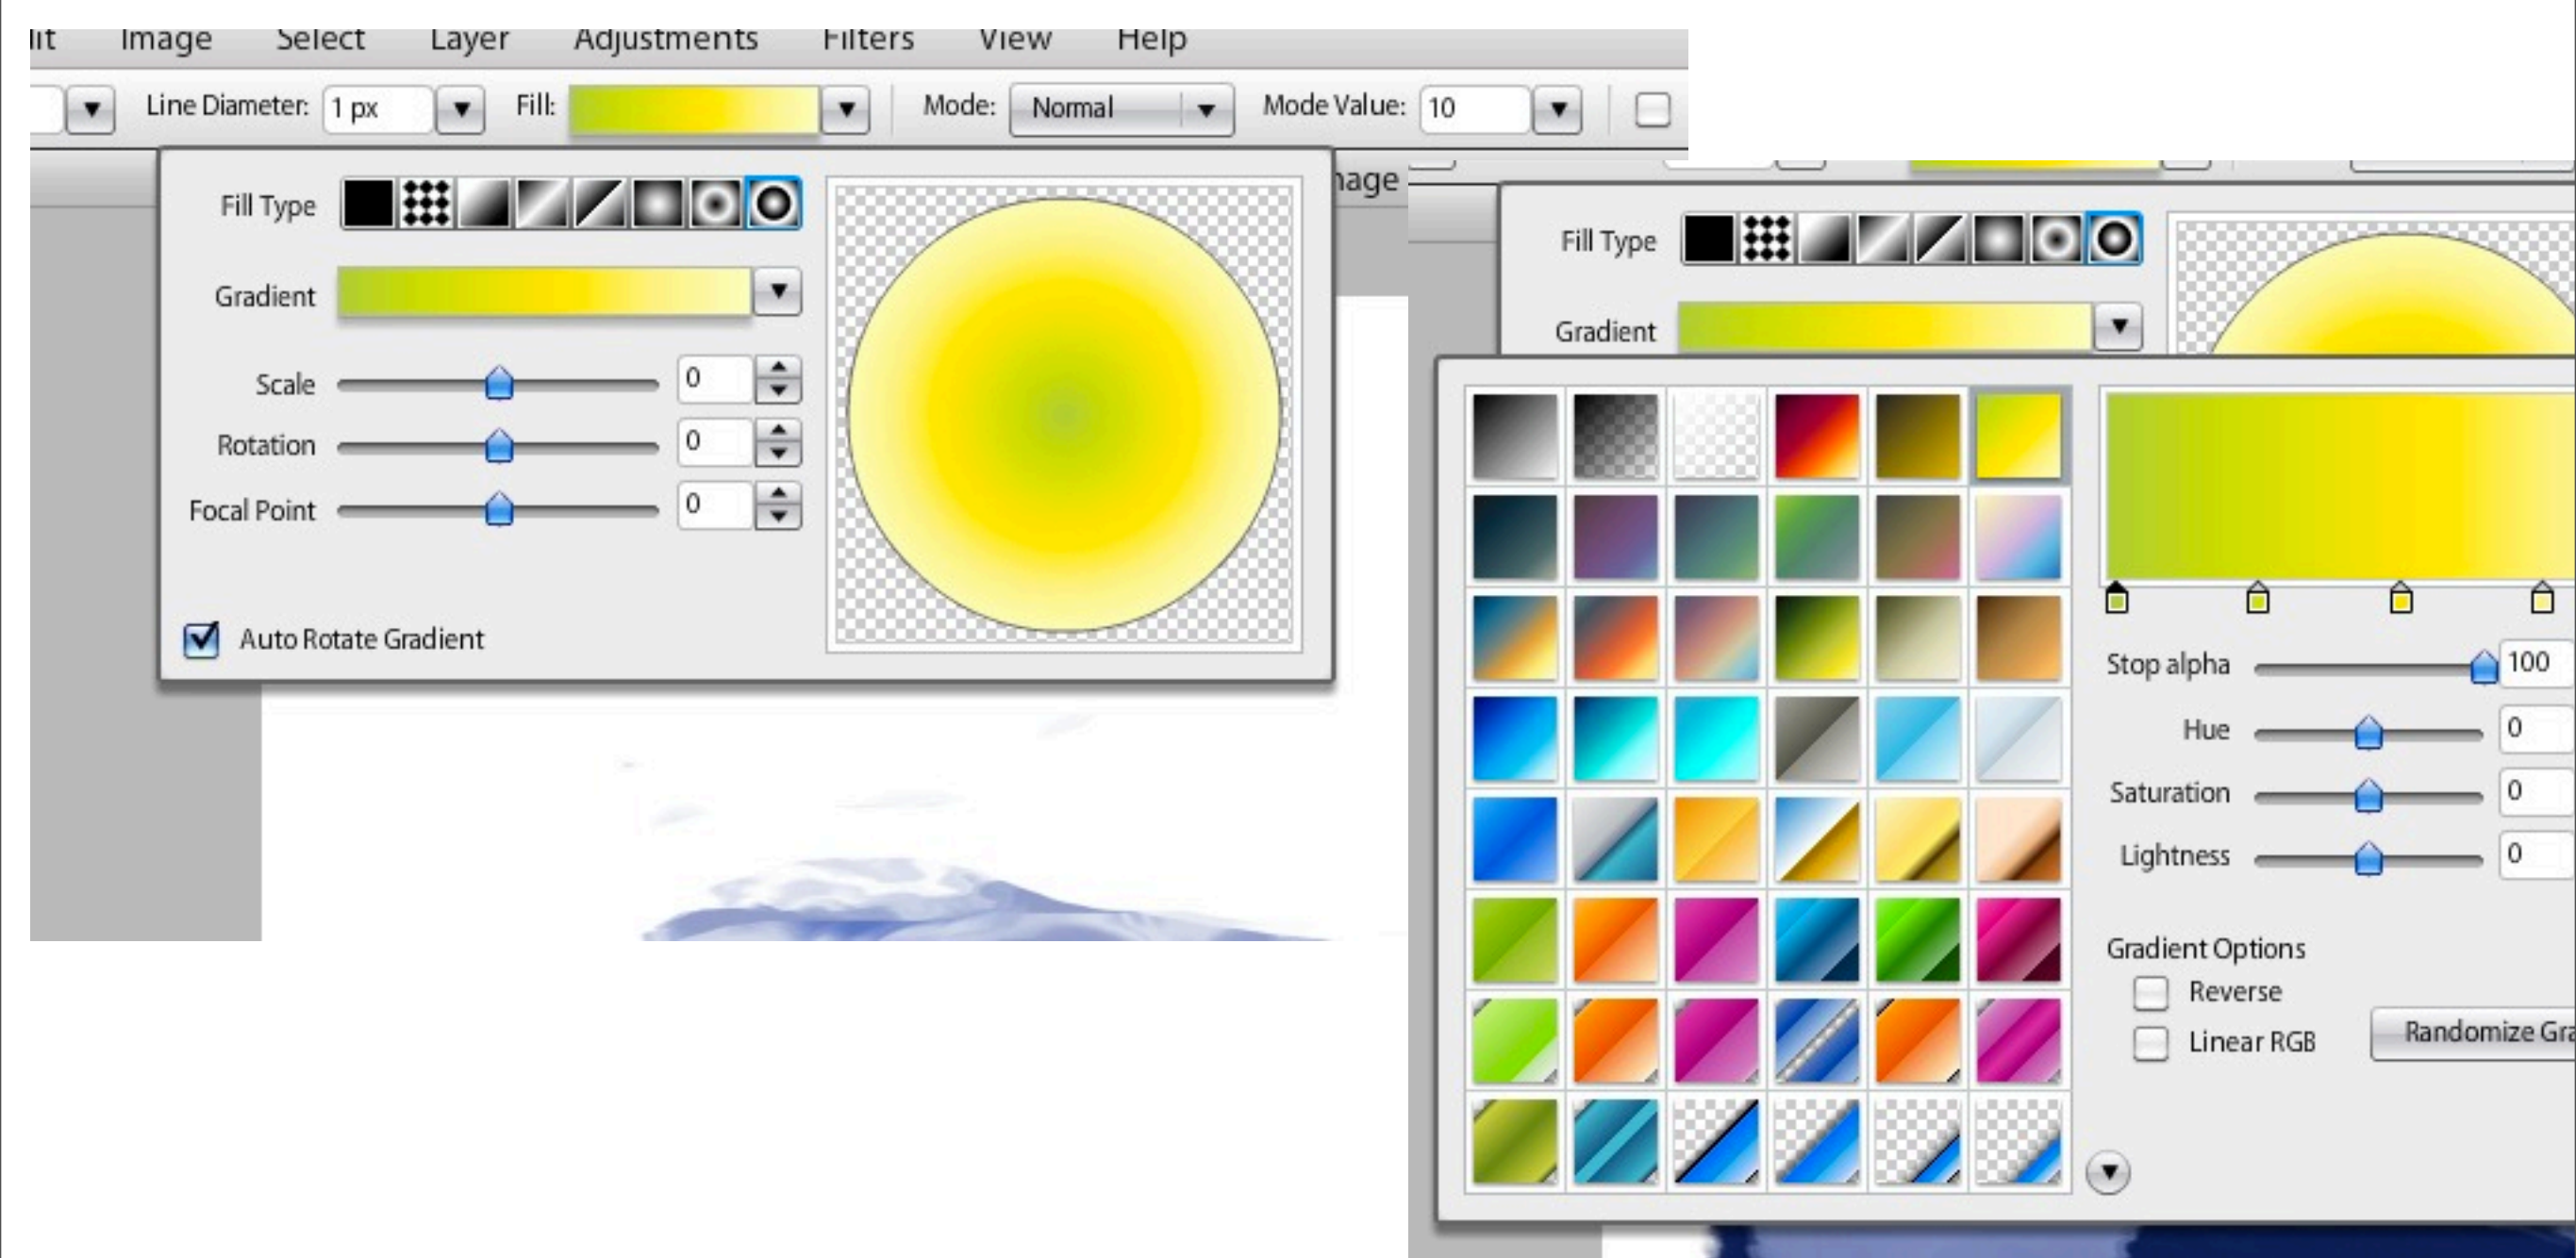 Image Select Layer Adjustments Filters View Help
Line Diameter: 1 px Fill: Mode: Normal Mode Value: 10
Fill Type
Gradient
Scale 0
Rotation 0
Focal Point 0
Auto Rotate Gradient
Fill Type
Gradient
Stop alpha 100
Hue 0
Saturation 0
Lightness 0
Gradient Options
Reverse
Linear RGB
Randomize